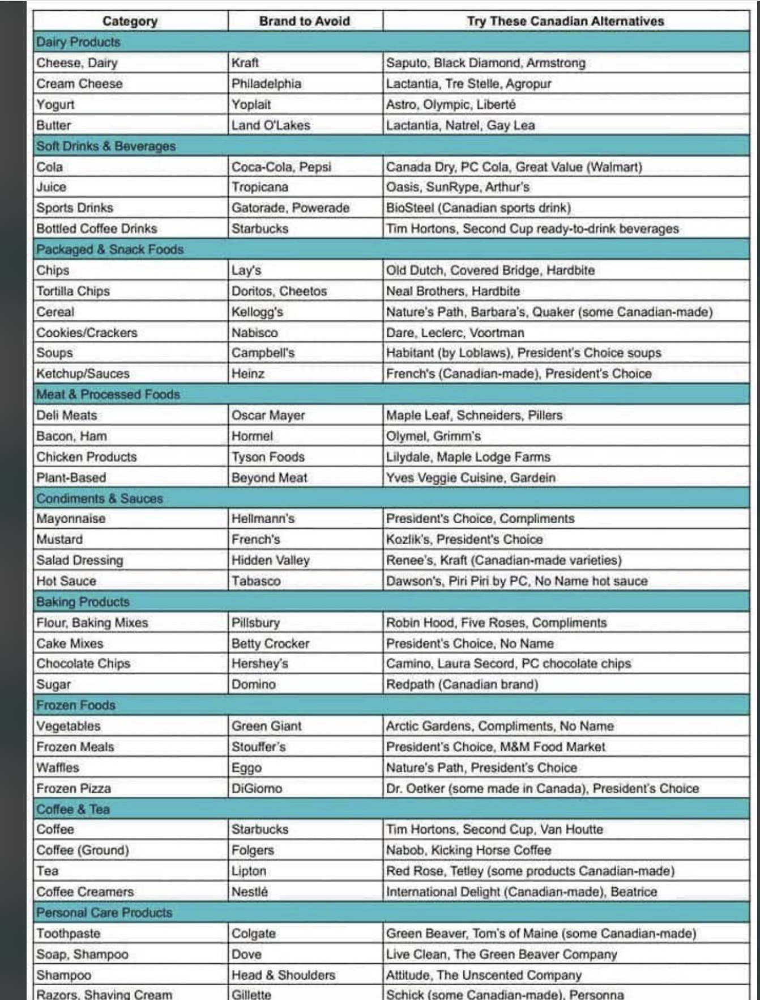 Category Brand to Avoid Try These Canadian Alternatives
Dairy Products
Cheese, Dairy Kraft Saputo, Black Diamond, Armstrong
Cream Cheese Philadelphia Lactantia, Tre Stelle, Agropur
Yogurt Yoplait Astro, Olympic, Liberté
Butter Land O'Lakes Lactantia, Natrel, Gay Lea
Soft Drinks & Beverages
Cola Coca-Cola, Pepsi Canada Dry, PC Cola, Great Value (Walmart)
Juice Tropicana Oasis, SunRype, Arthur's
Sports Drinks Gatorade, Powerade BioSteel (Canadian sports drink)
Bottled Coffee Drinks Starbucks Tim Hortons, Second Cup ready-to-drink beverages
Packaged & Snack Foods
Chips Lay's Old Dutch, Covered Bridge, Hardbite
Tortilla Chips Doritos, Cheetos Neal Brothers, Hardbite
Cereal Kellogg's Nature's Path, Barbara's, Quaker (some Canadian-made)
Cookies/Crackers Nabisco Dare, Leclerc, Voortman
Soups Campbell's Habitant (by Loblaws), President's Choice soups
Ketchup/Sauces Heinz French's (Canadian-made), President's Choice
Meat & Processed Foods
Deli Meats Oscar Mayer Maple Leaf, Schneiders, Pillers
Bacon, Ham Hormel Olymel, Grimm's
Chicken Products Tyson Foods Lilydale, Maple Lodge Farms
Plant-Based Beyond Meat Yves Veggie Cuisine, Gardein
Condiments & Sauces
Mayonnaise Hellmann's President's Choice, Compliments
Mustard French's Kozlik's, President's Choice
Salad Dressing Hidden Valley Renee's, Kraft (Canadian-made varieties)
Hot Sauce Tabasco Dawson's, Piri Piri by PC, No Name hot sauce
Baking Products
Flour, Baking Mixes Pillsbury Robin Hood, Five Roses, Compliments
Cake Mixes Betty Crocker President's Choice, No Name
Chocolate Chips Hershey's Camino, Laura Secord, PC chocolate chips
Sugar Domino Redpath (Canadian brand)
Frozen Foods
Vegetables Green Giant Arctic Gardens, Compliments, No Name
Frozen Meals Stouffer's President's Choice, M&M Food Market
Waffles Eggo Nature's Path, President's Choice
Frozen Pizza DiGiorno Dr. Oetker (some made in Canada), President's Choice
Coffee & Tea
Coffee Starbucks Tim Hortons, Second Cup, Van Houtte
Coffee (Ground) Folgers Nabob, Kicking Horse Coffee
Tea Lipton Red Rose, Tetley (some products Canadian-made)
Coffee Creamers Nestlé International Delight (Canadian-made), Beatrice
Personal Care Products
Toothpaste Colgate Green Beaver, Tom's of Maine (some Canadian-made)
Soap, Shampoo Dove Live Clean, The Green Beaver Company
Shampoo Head & Shoulders Attitude, The Unscented Company
Razors, Shaving Cream Gillette Schick (some Canadian-made), Personna